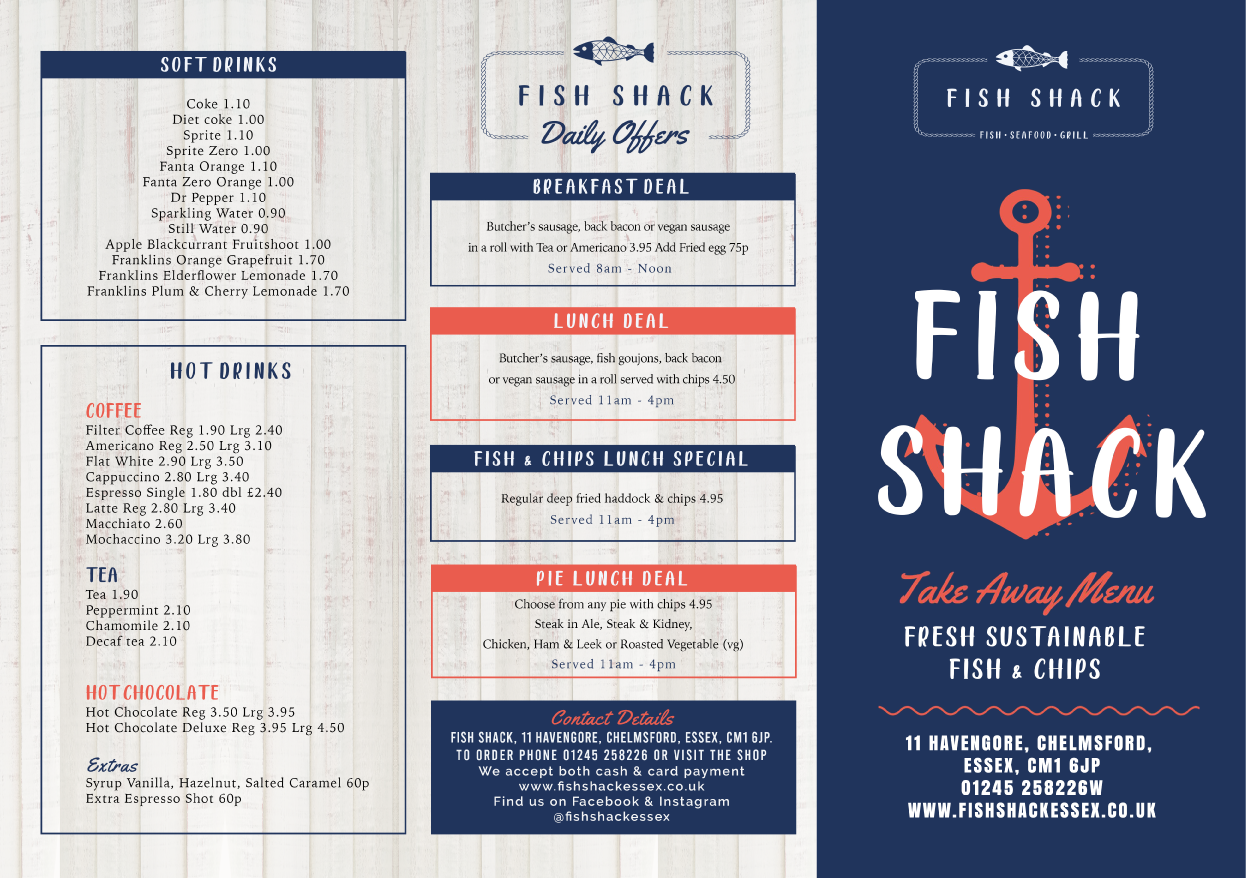 SOFT DRINKS
Coke 1.10
Diet coke 1.00
Sprite 1.10
Sprite Zero 1.00
Fanta Orange 1.10
Fanta Zero Orange 1.00
Dr Pepper 1.10
Sparkling Water 0.90
Still Water 0.90
Apple Blackcurrant Fruitshoot 1.00
Franklins Orange Grapefruit 1.70
Franklins Elderflower Lemonade 1.70
Franklins Plum & Cherry Lemonade 1.70
HOT DRINKS
COFFEE
Filter Coffee Reg 1.90 Lrg 2.40
Americano Reg 2.50 Lrg 3.10
Flat White 2.90 Lrg 3.50
Cappuccino 2.80 Lrg 3.40
Espresso Single 1.80 dbl £2.40
Latte Reg 2.80 Lrg 3.40
Macchiato 2.60
Mochaccino 3.20 Lrg 3.80
TEA
Tea 1.90
Peppermint 2.10
Chamomile 2.10
Decaf tea 2.10
HOT CHOCOLATE
Hot Chocolate Reg 3.50 Lrg 3.95
Hot Chocolate Deluxe Reg 3.95 Lrg 4.50
Extras
Syrup Vanilla, Hazelnut, Salted Caramel 60p
Extra Espresso Shot 60p
FISH SHACK
Daily Offers
BREAKFAST DEAL
Butcher's sausage, back bacon or vegan sausage
in a roll with Tea or Americano 3.95 Add Fried egg 75p
Served 8am - Noon
LUNCH DEAL
Butcher's sausage, fish goujons, back bacon
or vegan sausage in a roll served with chips 4.50
Served 11am - 4pm
FISH & CHIPS LUNCH SPECIAL
Regular deep fried haddock & chips 4.95
Served 11am - 4pm
PIE LUNCH DEAL
Choose from any pie with chips 4.95
Steak in Ale, Steak & Kidney,
Chicken, Ham & Leek or Roasted Vegetable (vg)
Served 11am - 4pm
Contact Details
FISH SHACK, 11 HAVENGORE, CHELMSFORD, ESSEX, CM1 6JP.
TO ORDER PHONE 01245 258226 OR VISIT THE SHOP
We accept both cash & card payment
www.fishshackessex.co.uk
Find us on Facebook & Instagram
@fishshackessex
FISH SHACK
FISH • SEAFOOD • GRILL
FISH
SHACK
Take Away Menu
FRESH SUSTAINABLE
FISH & CHIPS
11 HAVENGORE, CHELMSFORD,
ESSEX, CM1 6JP
01245 258226W
WWW.FISHSHACKESSEX.CO.UK